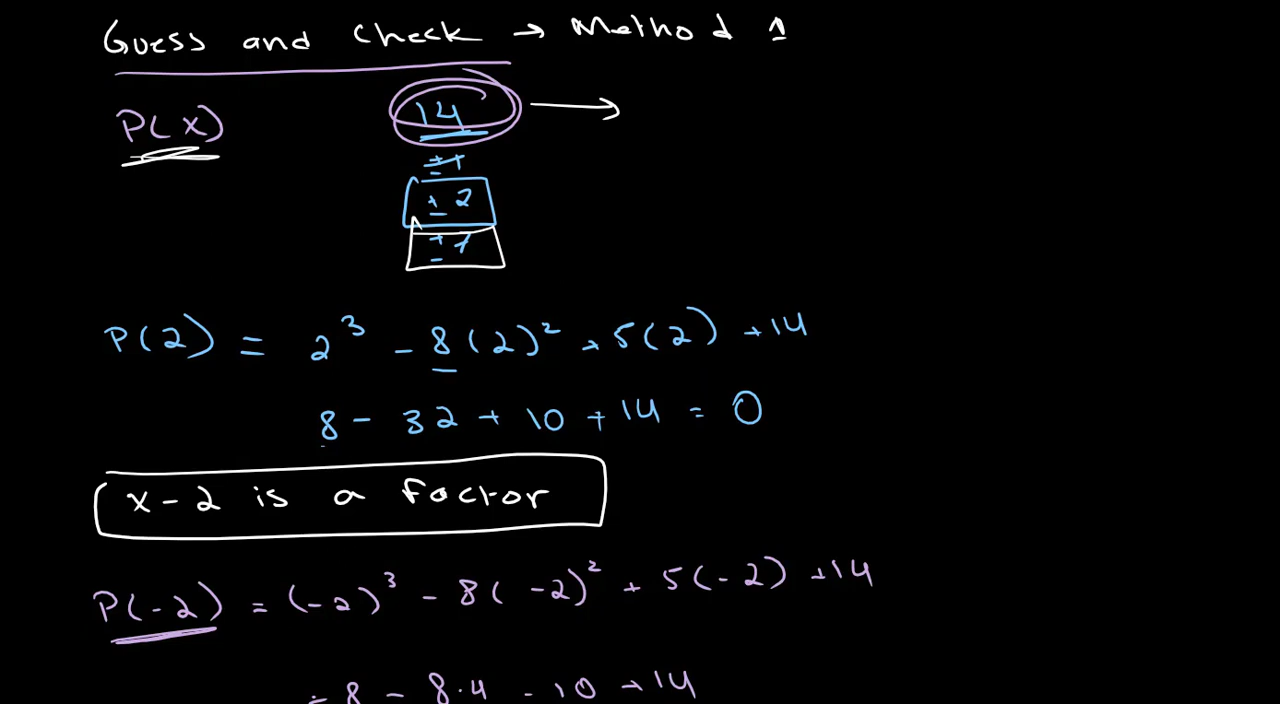 Guess and Check → Method 1
P(x) 14 →
± 1
± 2
± 7
P(2) = 2³ - 8(2)² + 5(2) + 14
8 - 32 + 10 + 14 = 0
x - 2 is a factor
P(-2) = (-2)³ - 8(-2)² + 5(-2) + 14
= 8 - 8·4 - 10 + 14